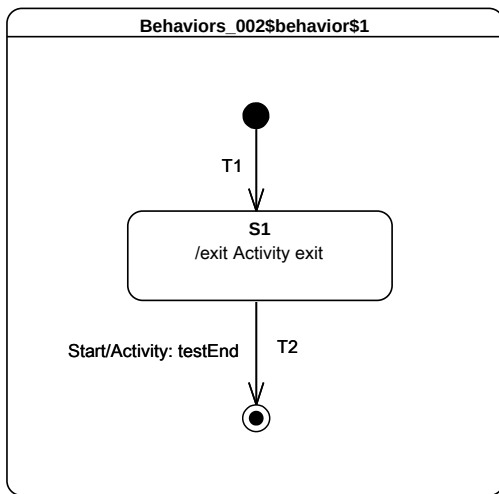 Behaviors_002$behavior$1
T1
S1
/exit Activity exit
Start/Activity: testEnd
T2